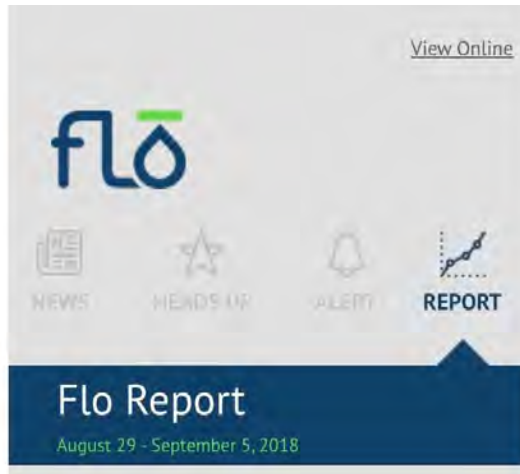 View Online
flō
NEWS HEADS UP ALERT REPORT
Flo Report
August 29 - September 5, 2018